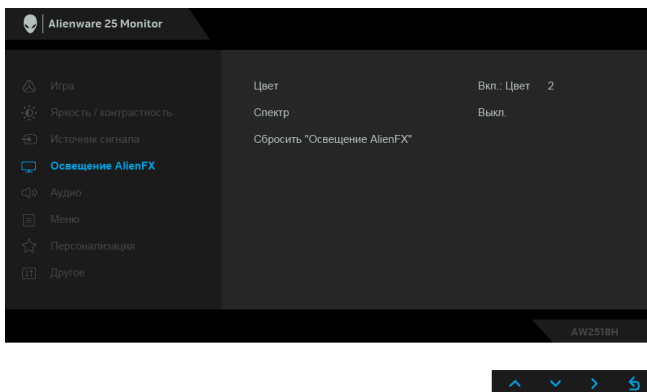 Alienware 25 Monitor
Игра
Яркость / контрастность
Источник сигнала
Освещение AlienFX
Аудио
Меню
Персонализация
Другое
Цвет Вкл.: Цвет 2
Спектр Выкл.
Сбросить "Освещение AlienFX"
AW2518H